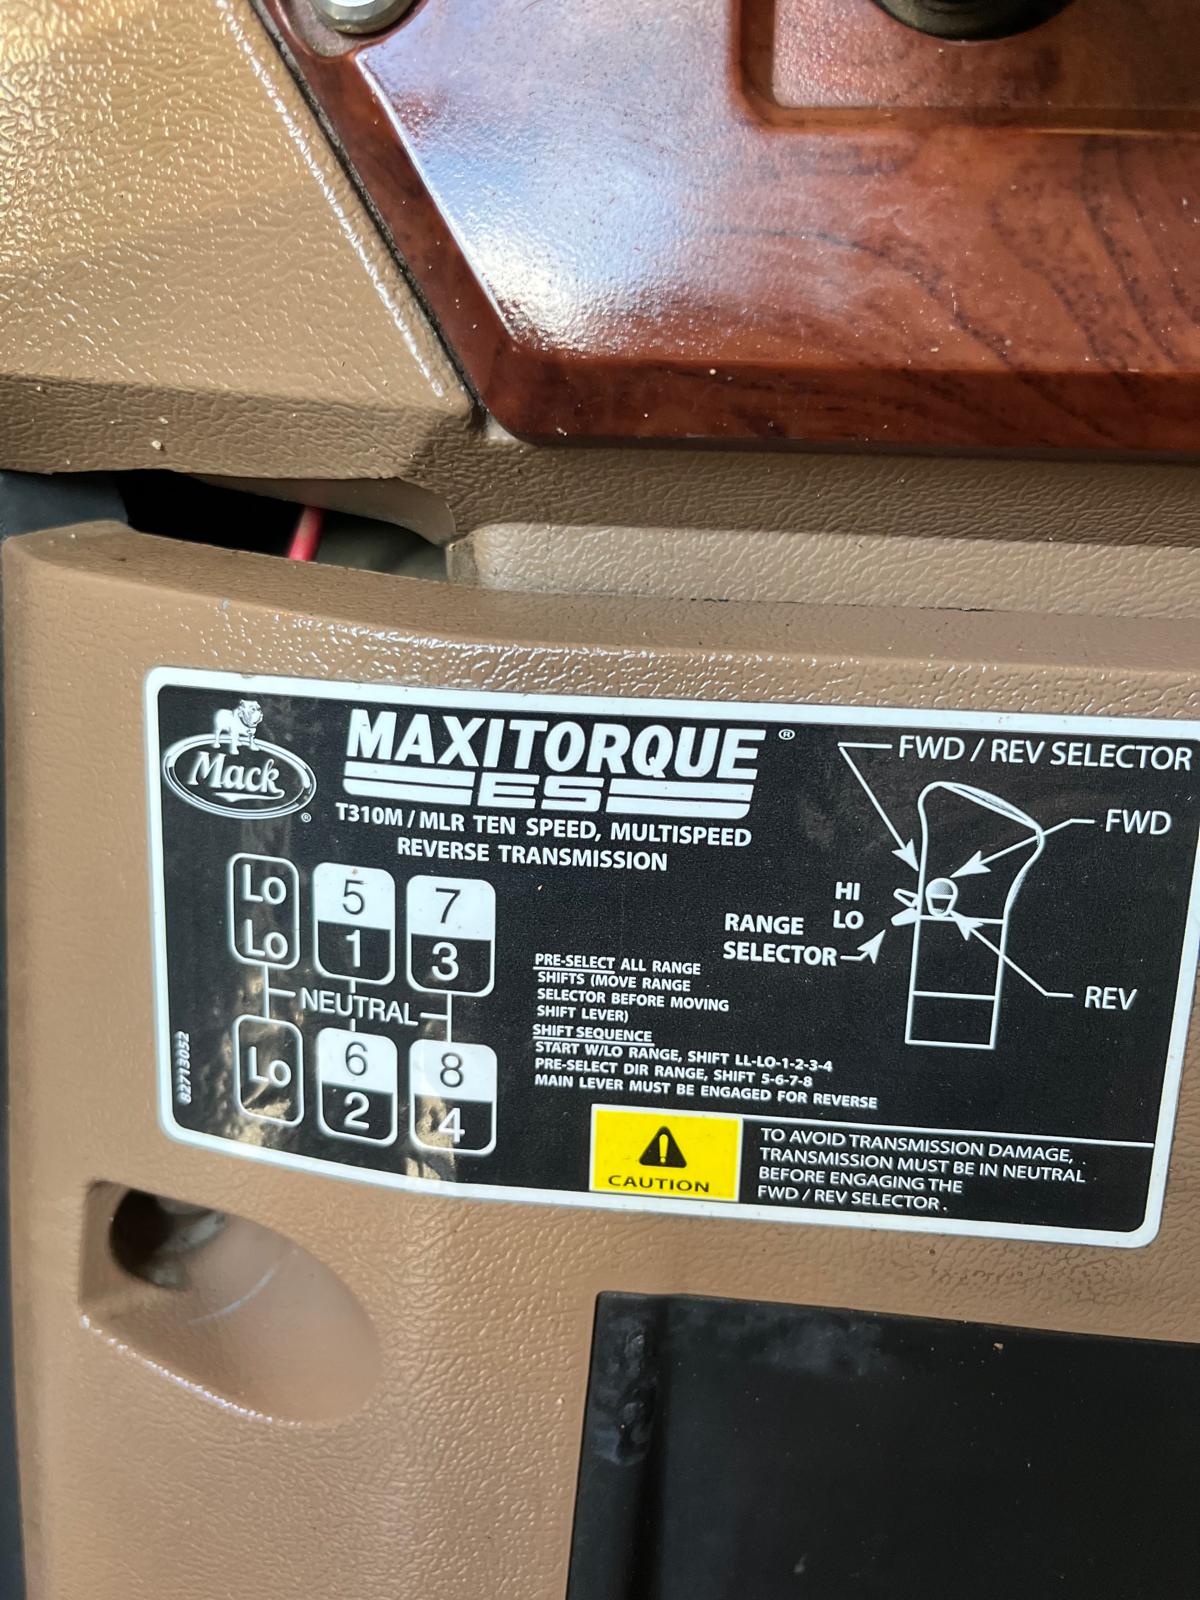 Mack
®
MAXITORQUE®
ES
T310M / MLR TEN SPEED, MULTISPEED
REVERSE TRANSMISSION
Lo
Lo
5
1
7
3
NEUTRAL
Lo
6
2
8
4
82713052
PRE-SELECT ALL RANGE
SHIFTS (MOVE RANGE
SELECTOR BEFORE MOVING
SHIFT LEVER)
SHIFT SEQUENCE
START W/LO RANGE, SHIFT LL-LO-1-2-3-4
PRE-SELECT DIR RANGE, SHIFT 5-6-7-8
MAIN LEVER MUST BE ENGAGED FOR REVERSE
FWD / REV SELECTOR
FWD
HI
LO
RANGE
SELECTOR
REV
CAUTION
TO AVOID TRANSMISSION DAMAGE,
TRANSMISSION MUST BE IN NEUTRAL
BEFORE ENGAGING THE
FWD / REV SELECTOR.